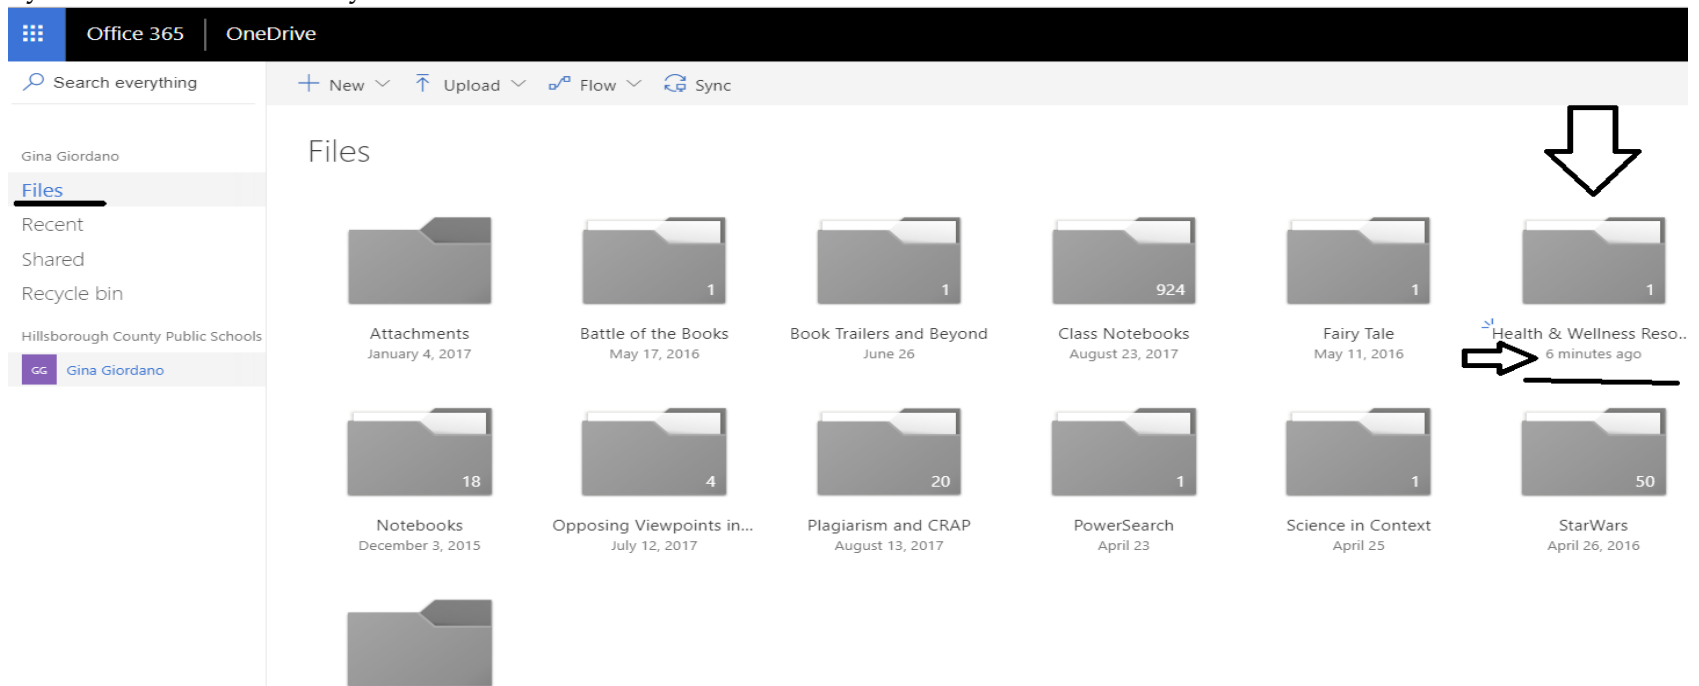 Office 365 OneDrive
Search everything
New Upload Flow Sync
Gina Giordano
Files
Recent
Shared
Recycle bin
Hillsborough County Public Schools
GG Gina Giordano
Files
1 1 924 1 1
Attachments Battle of the Books Book Trailers and Beyond Class Notebooks Fairy Tale Health & Wellness Reso...
January 4, 2017 May 17, 2016 June 26 August 23, 2017 May 11, 2016 6 minutes ago
18 4 20 1 1 50
Notebooks Opposing Viewpoints in... Plagiarism and CRAP PowerSearch Science in Context StarWars
December 3, 2015 July 12, 2017 August 13, 2017 April 23 April 25 April 26, 2016